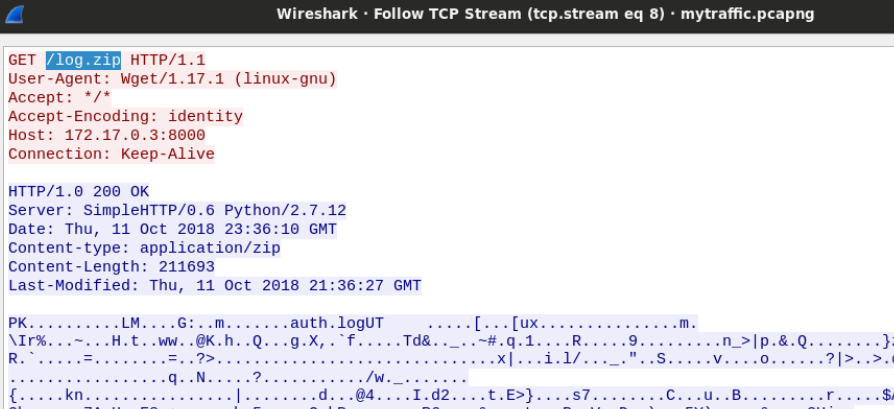 Wireshark · Follow TCP Stream (tcp.stream eq 8) · mytraffic.pcapng
GET /log.zip HTTP/1.1
User-Agent: Wget/1.17.1 (linux-gnu)
Accept: */*
Accept-Encoding: identity
Host: 172.17.0.3:8000
Connection: Keep-Alive
HTTP/1.0 200 OK
Server: SimpleHTTP/0.6 Python/2.7.12
Date: Thu, 11 Oct 2018 23:36:10 GMT
Content-type: application/zip
Content-Length: 211693
Last-Modified: Thu, 11 Oct 2018 21:36:27 GMT
PK..........LM....G:..m.......auth.logUT    .....[...[ux...............m.
\Ir%...~...H.t..ww..@K.h..Q...g.X,.`f.....Td&.._..~#.q.1....R.....9.........n_>|p.&.Q........}
R.`.....=........=..?>...............................x|...i.l/..._."..S.....v....o......?|>..>.
.................q..N.....?.........../w._.......
{.....kn................|.......d...@4....I.d2....t.E>}....s7........C...u..B.........r.....$